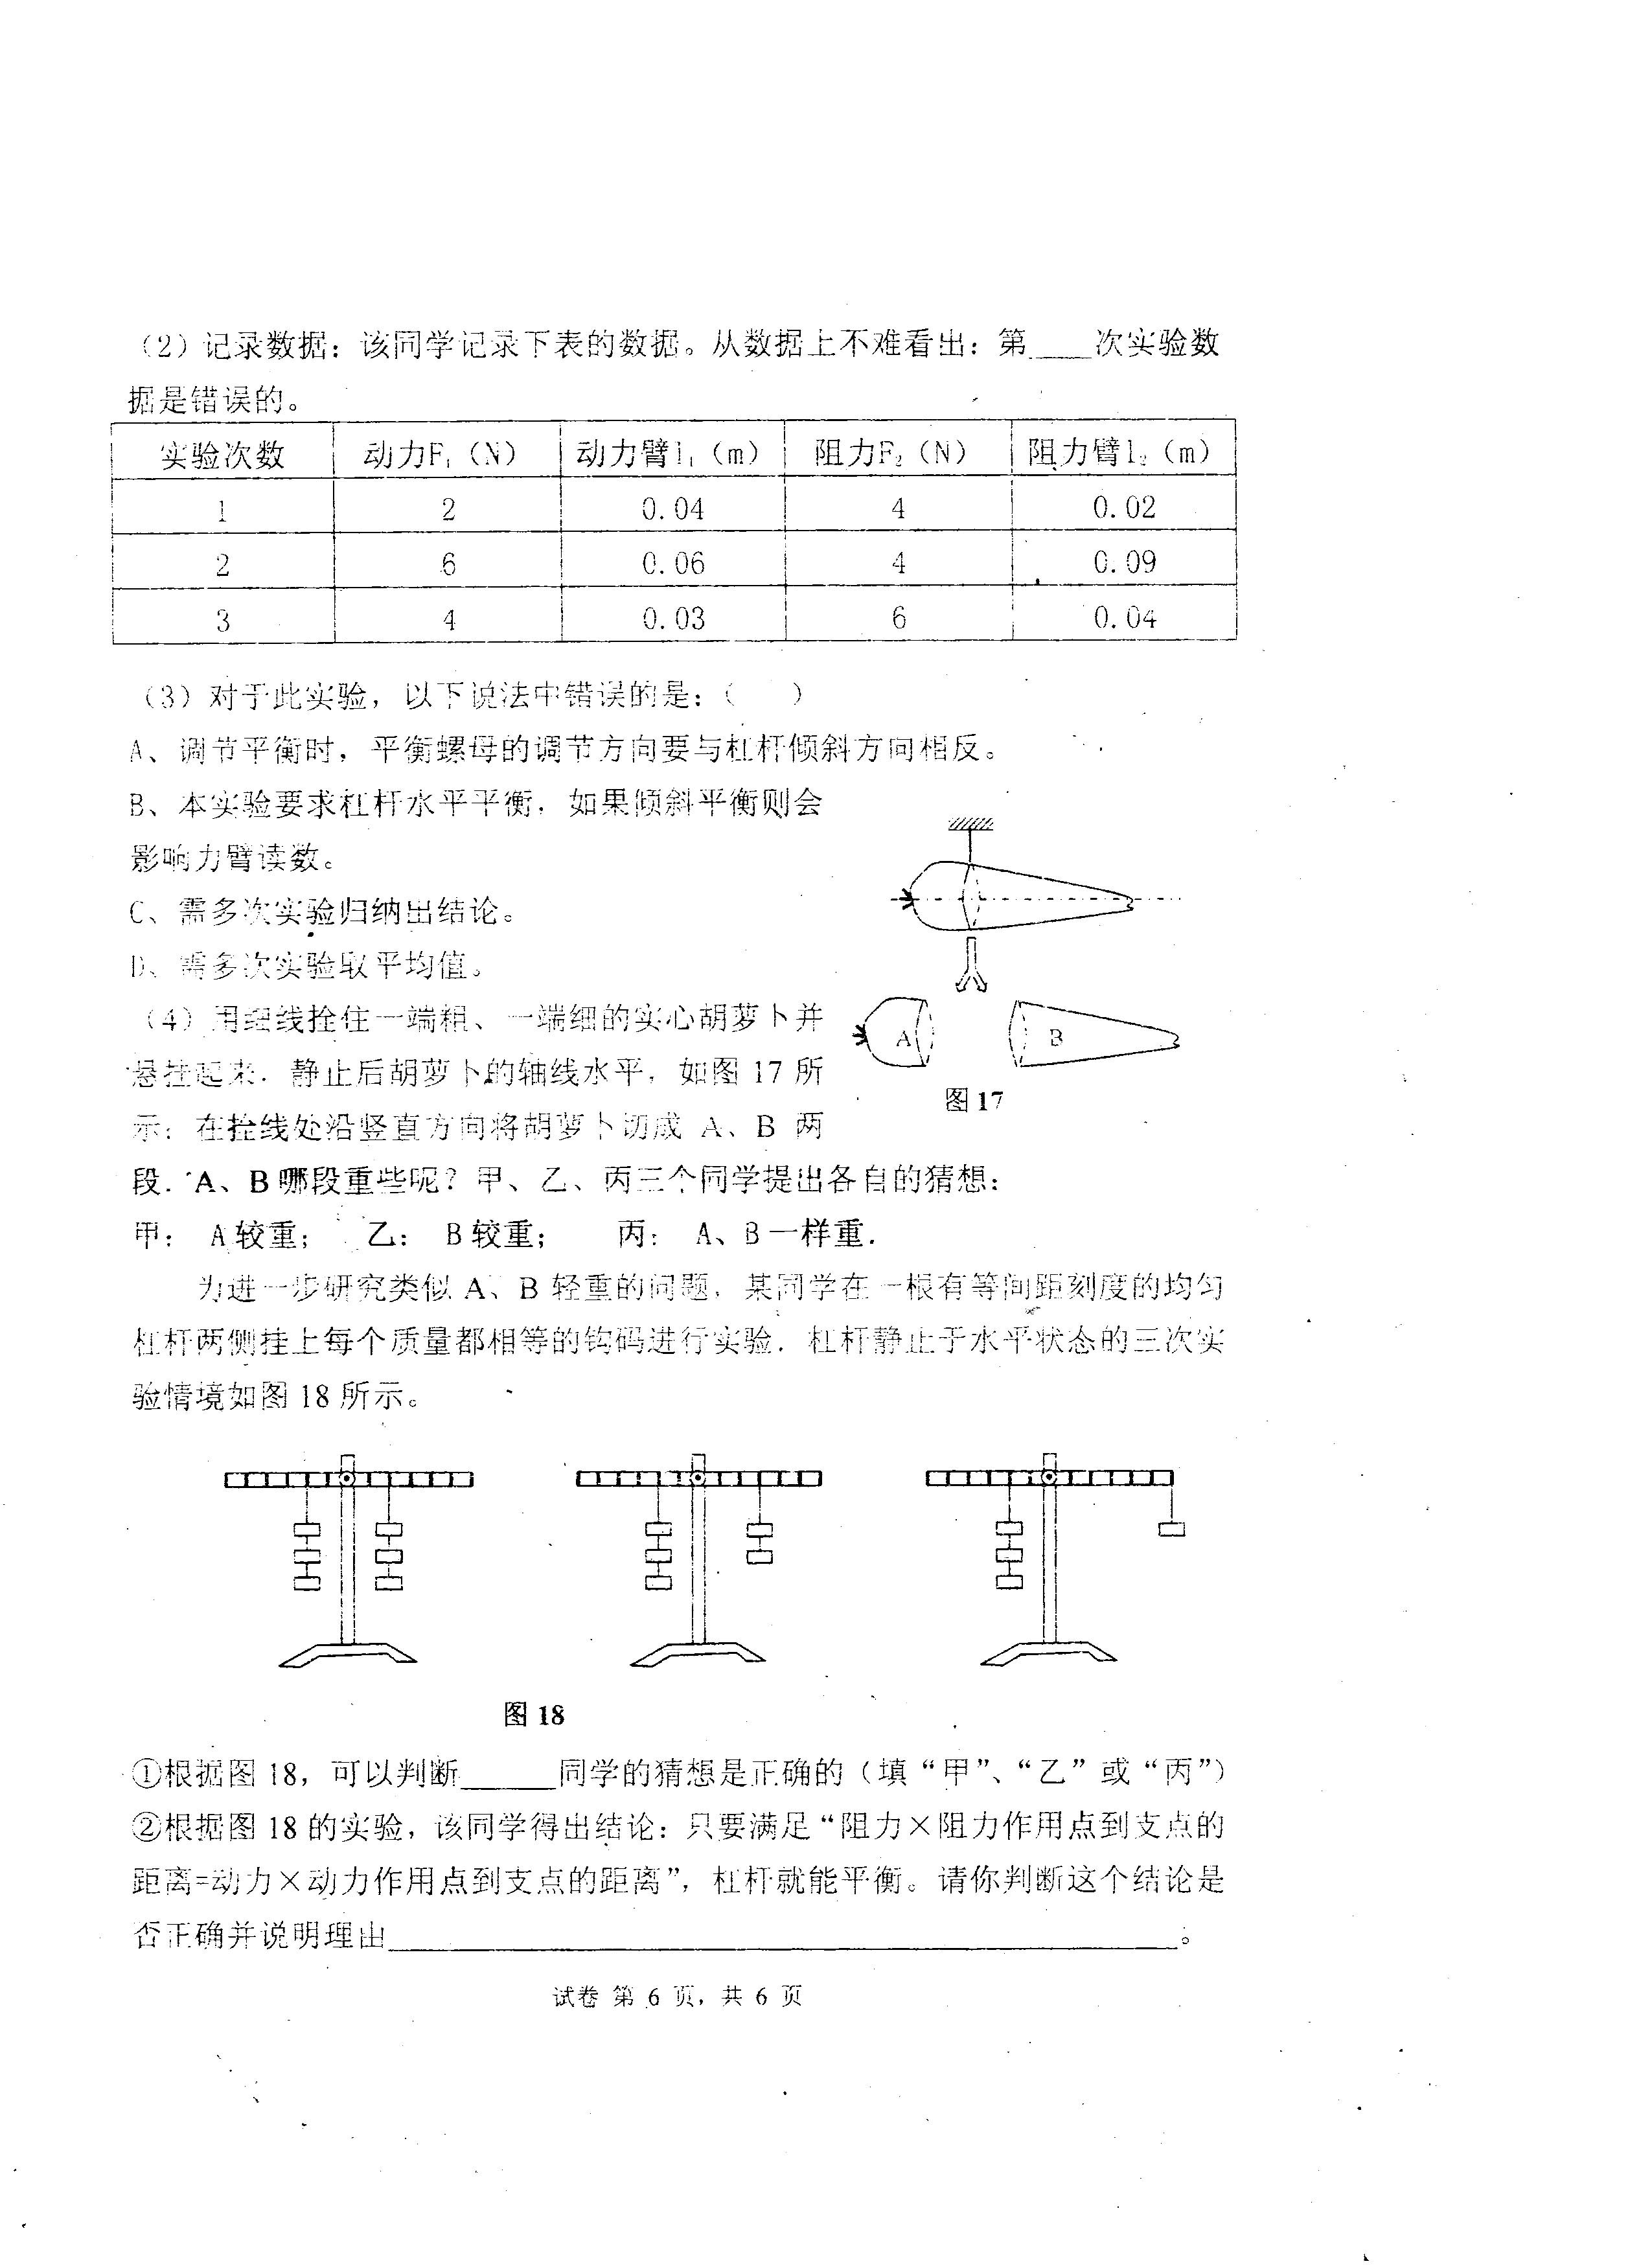 （2）记录数据：该同学记录下表的数据。从数据上不难看出：第____次实验数
据是错误的。
实验次数 动力F₁（N） 动力臂l₁（m） 阻力F₂（N） 阻力臂l₂（m）
1 2 0.04 4 0.02
2 6 0.06 4 0.09
3 4 0.03 6 0.04
（3）对于此实验，以下说法中错误的是：（ ）
A、调节平衡时，平衡螺母的调节方向要与杠杆倾斜方向相反。
B、本实验要求杠杆水平平衡，如果倾斜平衡则会
影响力臂读数。
C、需多次实验归纳出结论。
D、需多次实验取平均值。
（4）用细线拴住一端粗、一端细的实心胡萝卜并
悬挂起来．静止后胡萝卜的轴线水平，如图 17 所
示；在拴线处沿竖直方向将胡萝卜切成 A、B 两
A B
图 17
段．A、B 哪段重些呢？甲、乙、丙三个同学提出各自的猜想：
甲： A 较重； 乙： B 较重； 丙： A、B 一样重．
为进一步研究类似 A、B 轻重的问题，某同学在一根有等间距刻度的均匀
杠杆两侧挂上每个质量都相等的钩码进行实验．杠杆静止于水平状态的三次实
验情境如图 18 所示。
图 18
①根据图 18，可以判断______同学的猜想是正确的（填“甲”、“乙”或“丙”）
②根据图 18 的实验，该同学得出结论：只要满足“阻力×阻力作用点到支点的
距离=动力×动力作用点到支点的距离”，杠杆就能平衡。请你判断这个结论是
否正确并说明理由______________________________。
试卷 第 6 页，共 6 页